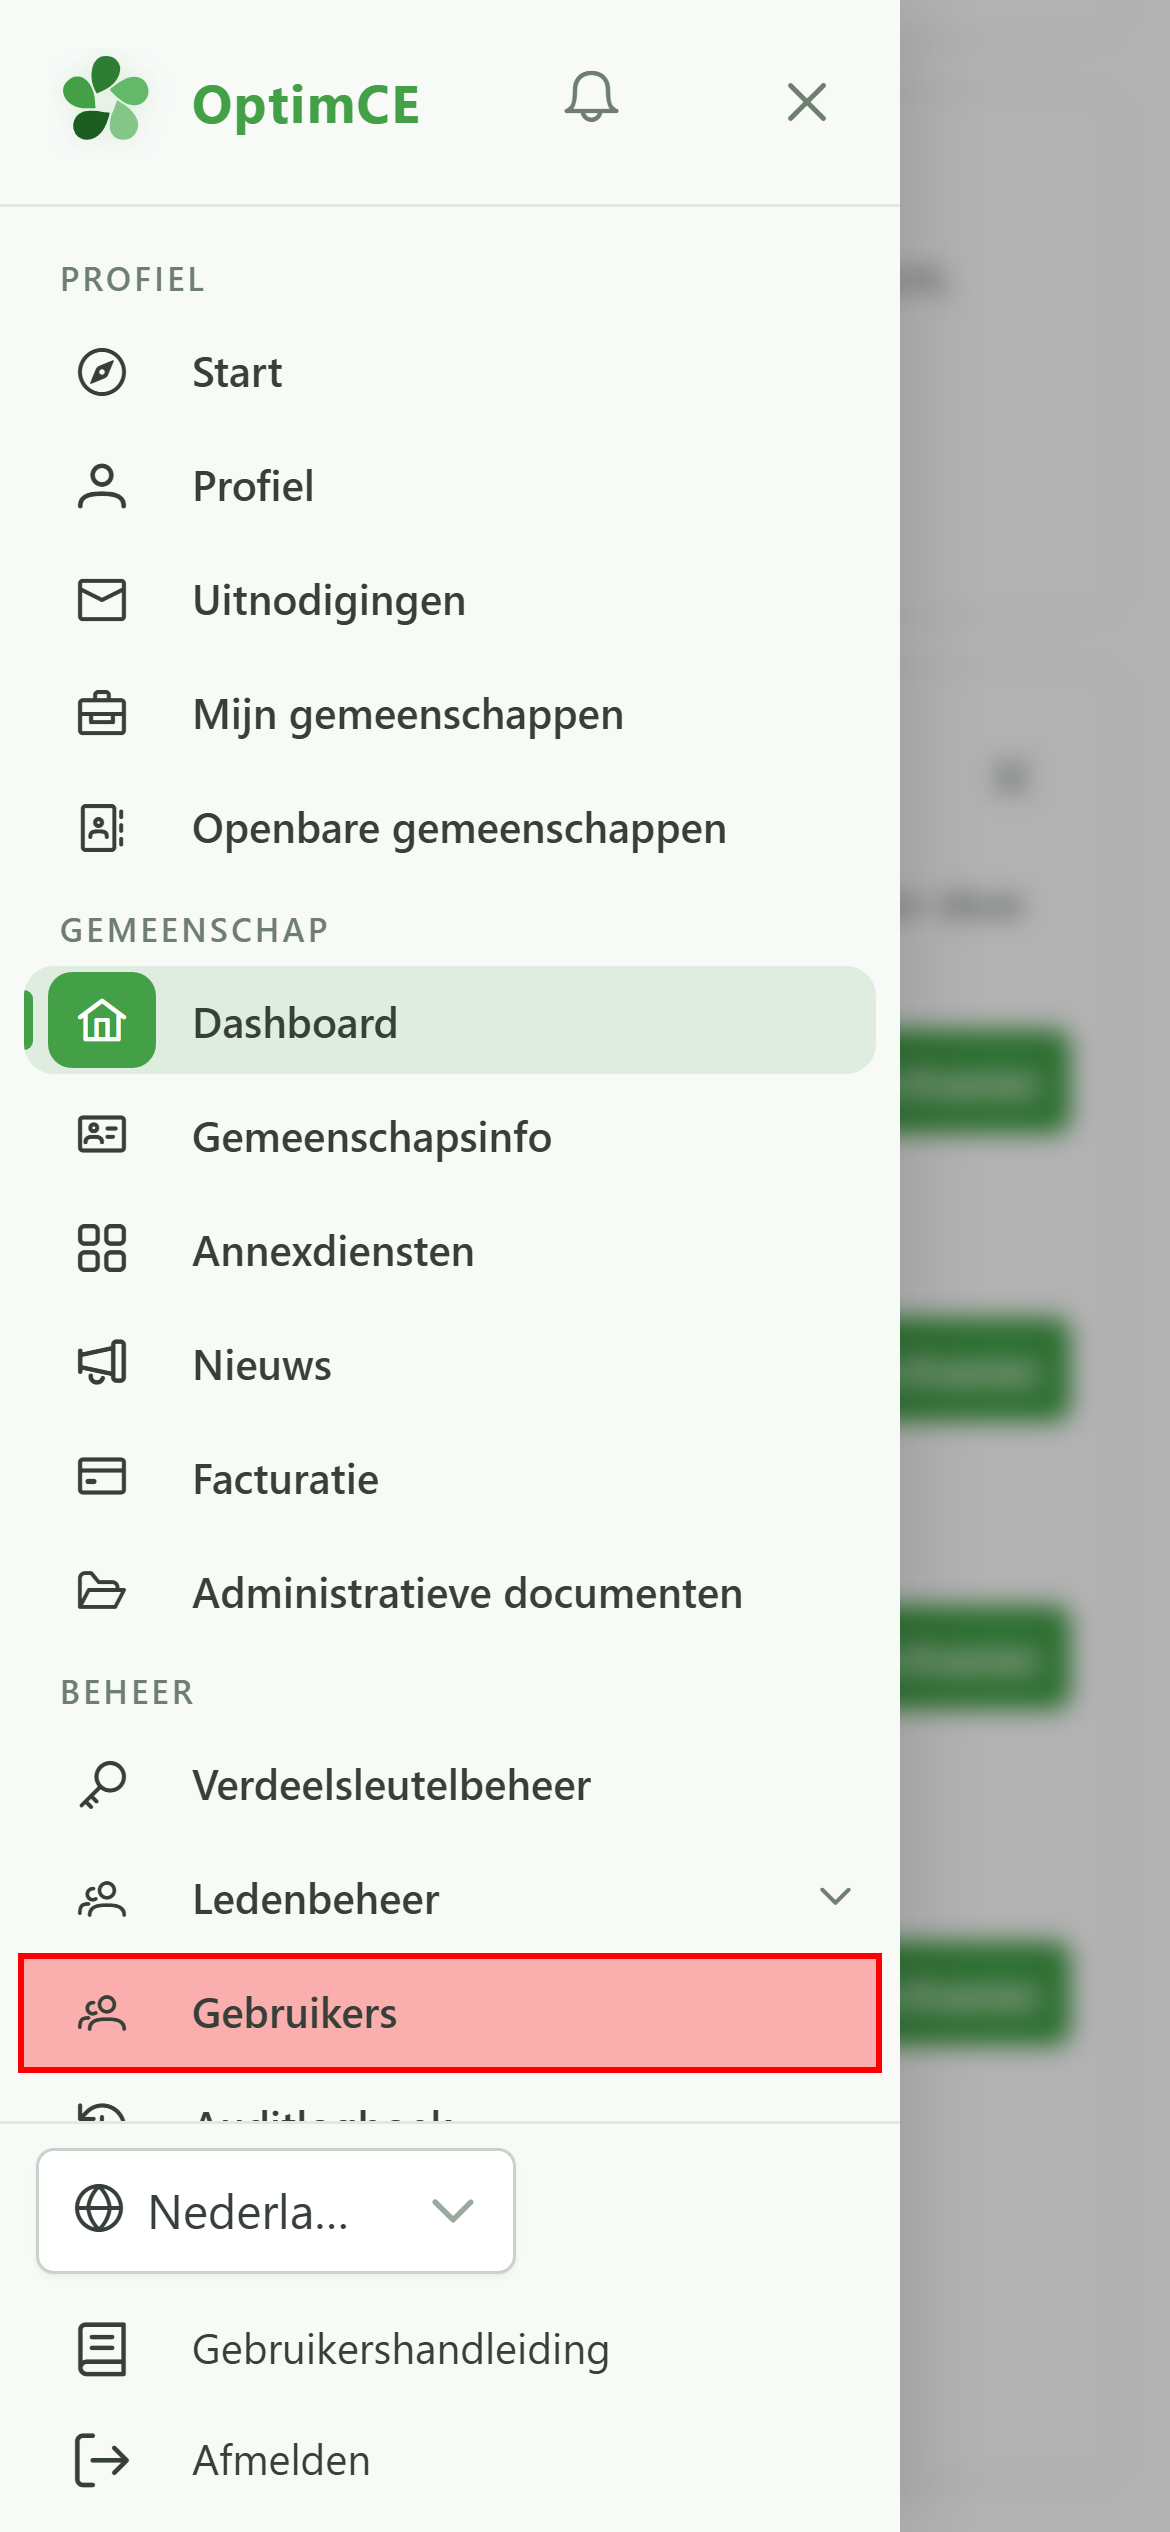 OptimCE
PROFIEL
Start
Profiel
Uitnodigingen
Mijn gemeenschappen
Openbare gemeenschappen
GEMEENSCHAP
Dashboard
Gemeenschapsinfo
Annexdiensten
Nieuws
Facturatie
Administratieve documenten
BEHEER
Verdeelsleutelbeheer
Ledenbeheer
Gebruikers
Auditlogboek
Nederla...
Gebruikershandleiding
Afmelden